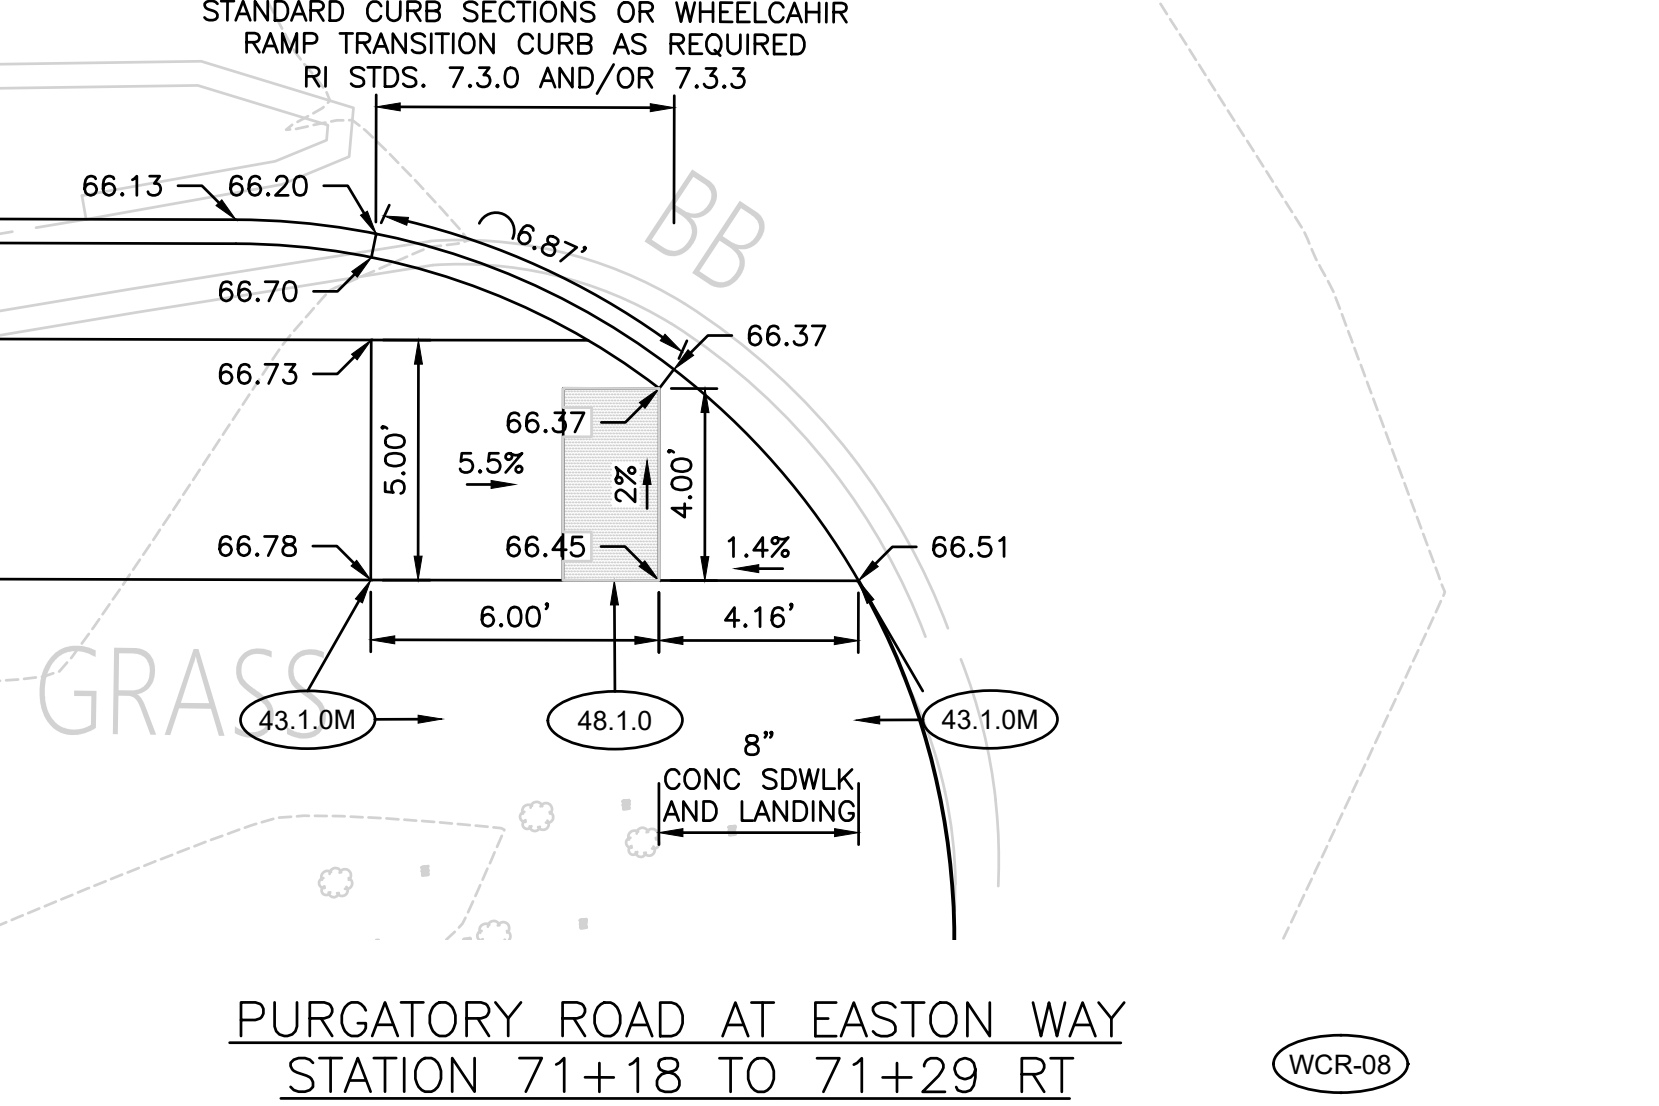 STANDARD CURB SECTIONS OR WHEELCAHIR
RAMP TRANSITION CURB AS REQUIRED
RI STDS. 7.3.0 AND/OR 7.3.3
66.13
66.20
6.87’
BB
66.70
66.37
66.73
66.37
5.00’
5.5%
2%
4.00’
66.78
66.45
1.4%
66.51
6.00’
4.16’
GRASS
43.1.0M
48.1.0
43.1.0M
8”
CONC SDWLK
AND LANDING
PURGATORY ROAD AT EASTON WAY
STATION 71+18 TO 71+29 RT
WCR-08